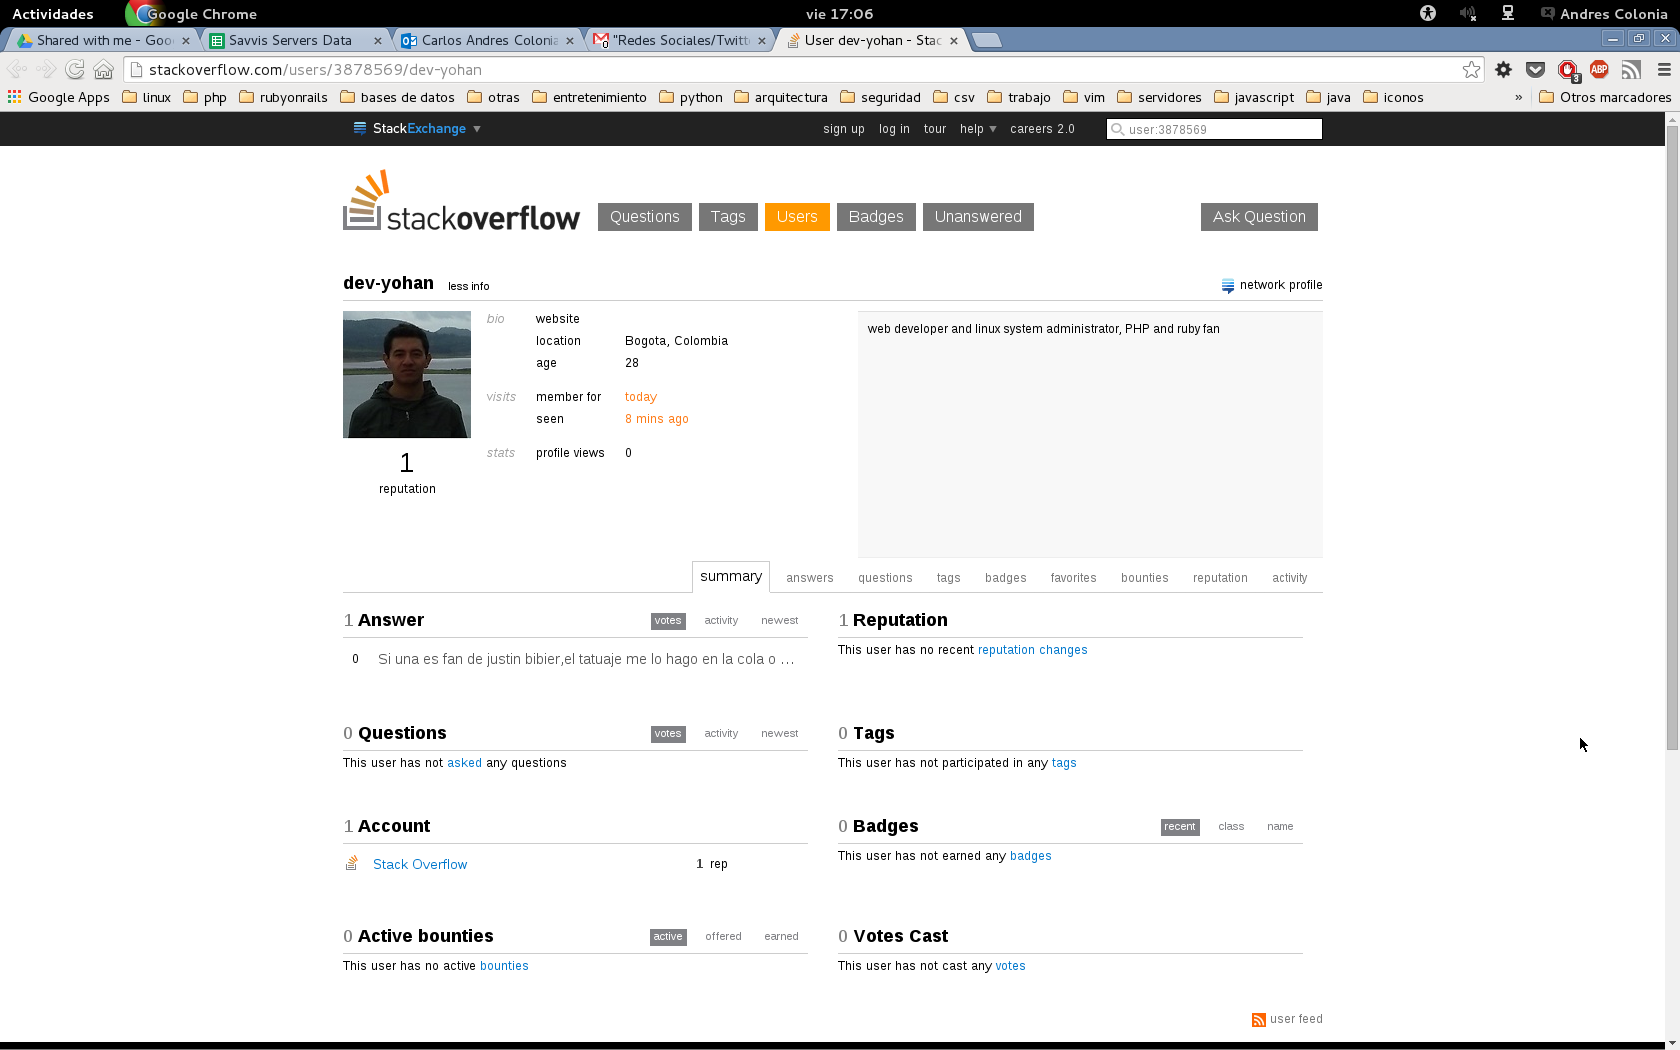 Actividades Google Chrome vie 17:06 Andres Colonia
Shared with me - Goo Savvis Servers Data Carlos Andres Colonia "Redes Sociales/Twitt User dev-yohan - Stac
stackoverflow.com/users/3878569/dev-yohan 3 ABP
Google Apps linux php rubyonrails bases de datos otras entretenimiento python arquitectura seguridad csv trabajo vim servidores javascript java iconos » Otros marcadores
StackExchange sign up log in tour help careers 2.0 user:3878569
stackoverflow Questions Tags Users Badges Unanswered Ask Question
dev-yohan less info network profile
bio website web developer and linux system administrator, PHP and ruby fan
location Bogota, Colombia
age 28
visits member for today
seen 8 mins ago
stats profile views 0
1
reputation
summary answers questions tags badges favorites bounties reputation activity
1 Answer votes activity newest
0 Si una es fan de justin bibier,el tatuaje me lo hago en la cola o …
1 Reputation
This user has no recent reputation changes
0 Questions votes activity newest
This user has not asked any questions
0 Tags
This user has not participated in any tags
1 Account
Stack Overflow 1 rep
0 Badges recent class name
This user has not earned any badges
0 Active bounties active offered earned
This user has no active bounties
0 Votes Cast
This user has not cast any votes
user feed